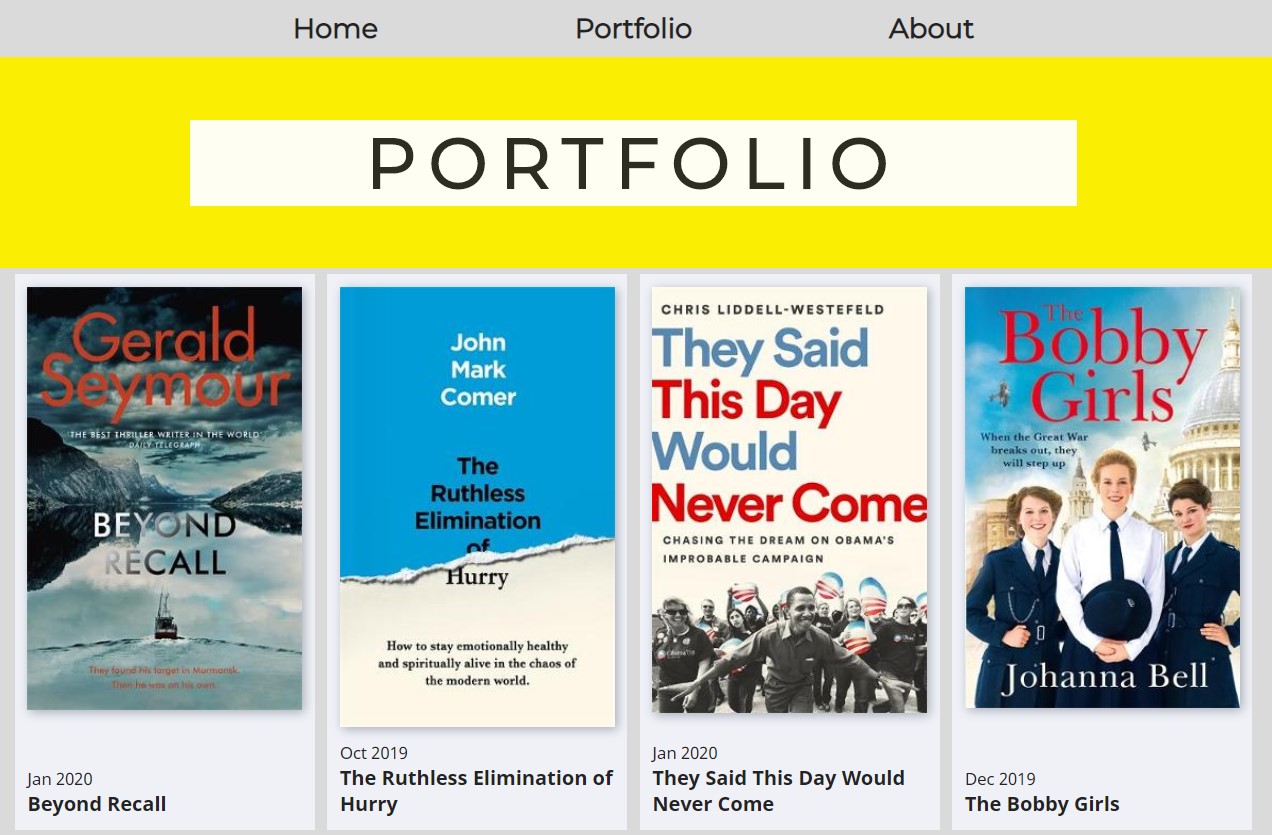 Home
Portfolio
About
PORTFOLIO
Gerald
Seymour
'THE BEST THRILLER WRITER IN THE WORLD'
DAILY TELEGRAPH
BEYOND
RECALL
They found his target in Murmansk.
Then he was on his own.
Jan 2020
Beyond Recall
John
Mark
Comer
The
Ruthless
Elimination
of
Hurry
How to stay emotionally healthy
and spiritually alive in the chaos of
the modern world.
Oct 2019
The Ruthless Elimination of
Hurry
CHRIS LIDDELL-WESTEFELD
They Said
This Day
Would
Never Come
CHASING THE DREAM ON OBAMA'S
IMPROBABLE CAMPAIGN
Jan 2020
They Said This Day Would
Never Come
The
Bobby
Girls
When the Great War
breaks out, they
will step up
Johanna Bell
Dec 2019
The Bobby Girls